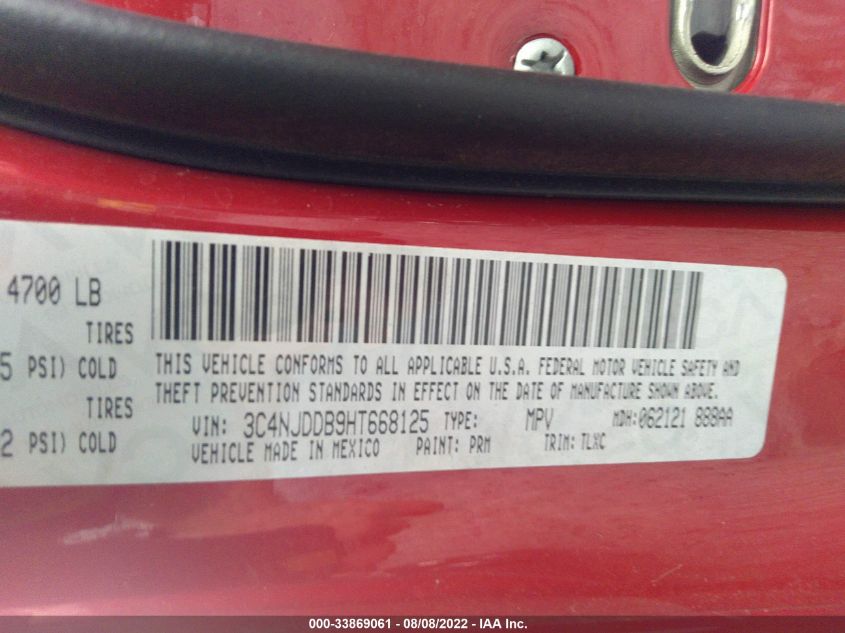 4700 LB
TIRES
5 PSI) COLD
TIRES
2 PSI) COLD
THIS VEHICLE CONFORMS TO ALL APPLICABLE U.S.A. FEDERAL MOTOR VEHICLE SAFETY AND
THEFT PREVENTION STANDARDS IN EFFECT ON THE DATE OF MANUFACTURE SHOWN ABOVE.
VIN: 3C4NJDDB9HT668125 TYPE: MPV MDH:062121 888AA
VEHICLE MADE IN MEXICO PAINT: PRM TRIM: TLXC
000-33869061 - 08/08/2022 - IAA Inc.